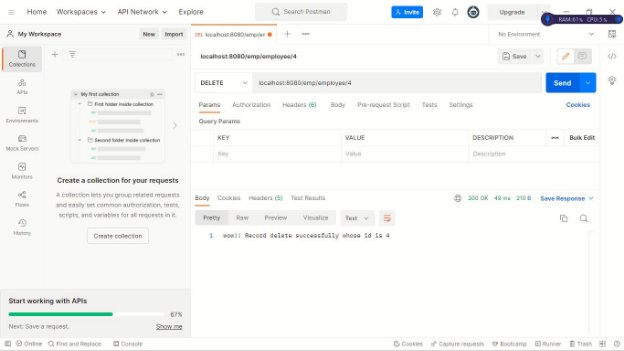 Home Workspaces API Network Explore Search Postman Invite Upgrade
RAM:61% CPU:5%
My Workspace New Import
DEL localhost:8080/emp/em No Environment
localhost:8080/emp/employee/4 Save
DELETE localhost:8080/emp/employee/4 Send
Params Authorization Headers (6) Body Pre-request Script Tests Settings Cookies
Query Params
KEY VALUE DESCRIPTION Bulk Edit
Key Value Description
Collections
APIs
Environments
Mock Servers
Monitors
Flows
History
My first collection
First folder inside collection
Second folder inside collection
Create a collection for your requests
A collection lets you group related requests
and easily set common authorization, tests,
scripts, and variables for all requests in it.
Create collection
Body Cookies Headers (5) Test Results 200 OK 49 ms 210 B Save Response
Pretty Raw Preview Visualize Text
1 wow!! Record delete successfully whose id is 4
Start working with APIs
67%
Next: Save a request. Show me
Online Find and Replace Console Cookies Capture requests Bootcamp Runner Trash